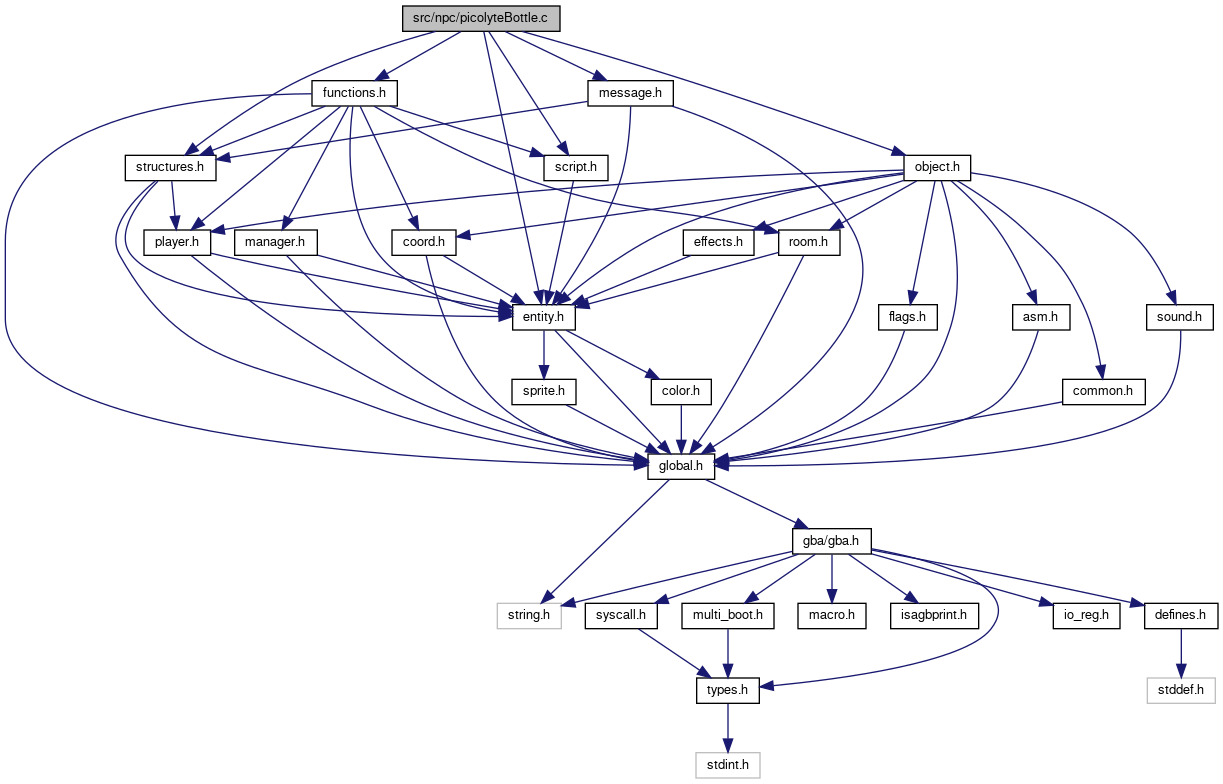 src/npc/picolyteBottle.c
functions.h
message.h
structures.h
script.h
object.h
player.h
manager.h
coord.h
effects.h
room.h
entity.h
flags.h
asm.h
sound.h
sprite.h
color.h
common.h
global.h
gba/gba.h
string.h
syscall.h
multi_boot.h
macro.h
isagbprint.h
io_reg.h
defines.h
types.h
stddef.h
stdint.h